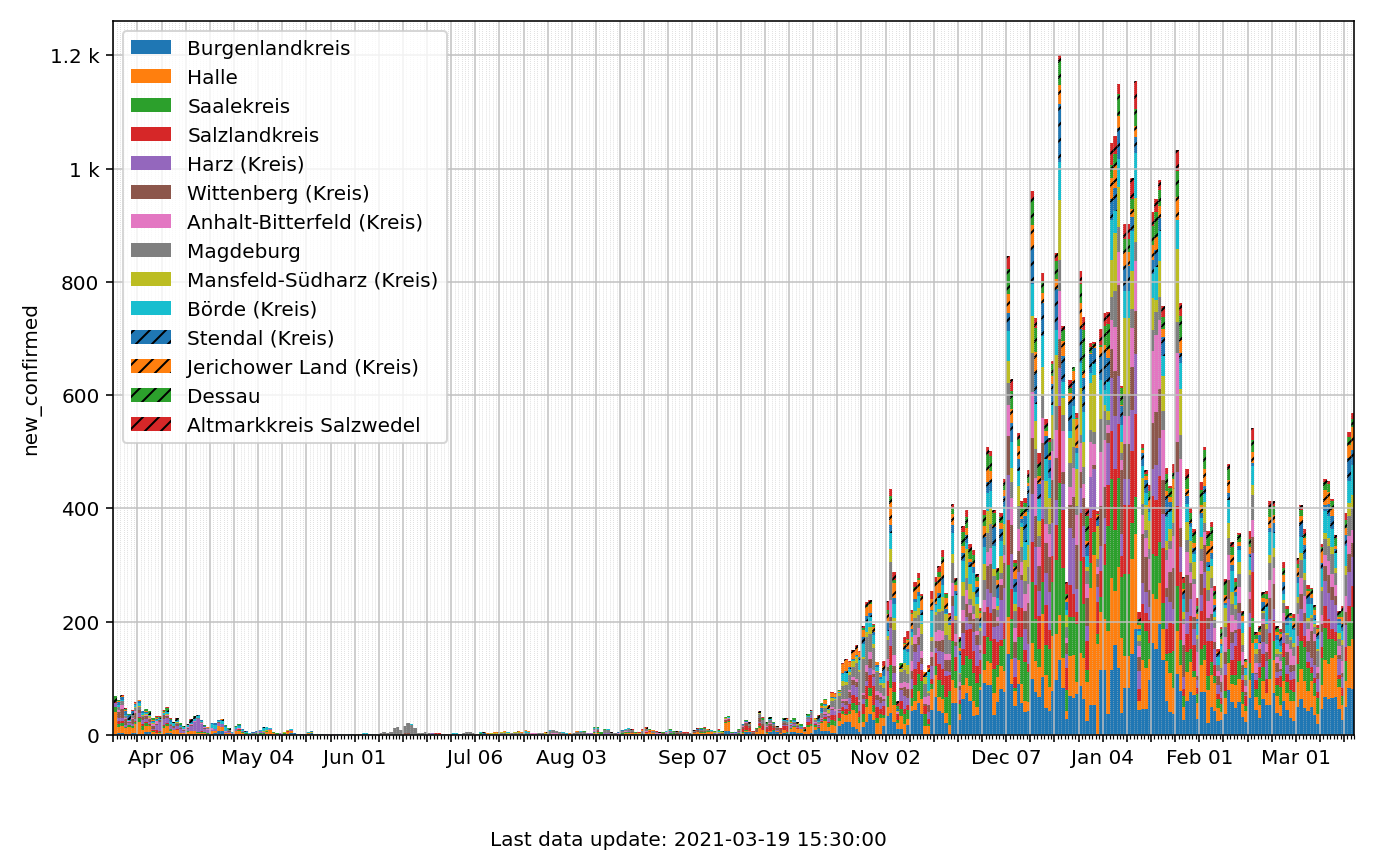 1.2 k
1 k
800
600
400
200
0
new_confirmed
Burgenlandkreis
Halle
Saalekreis
Salzlandkreis
Harz (Kreis)
Wittenberg (Kreis)
Anhalt-Bitterfeld (Kreis)
Magdeburg
Mansfeld-Südharz (Kreis)
Börde (Kreis)
Stendal (Kreis)
Jerichower Land (Kreis)
Dessau
Altmarkkreis Salzwedel
Apr 06 May 04 Jun 01 Jul 06 Aug 03 Sep 07 Oct 05 Nov 02 Dec 07 Jan 04 Feb 01 Mar 01
Last data update: 2021-03-19 15:30:00